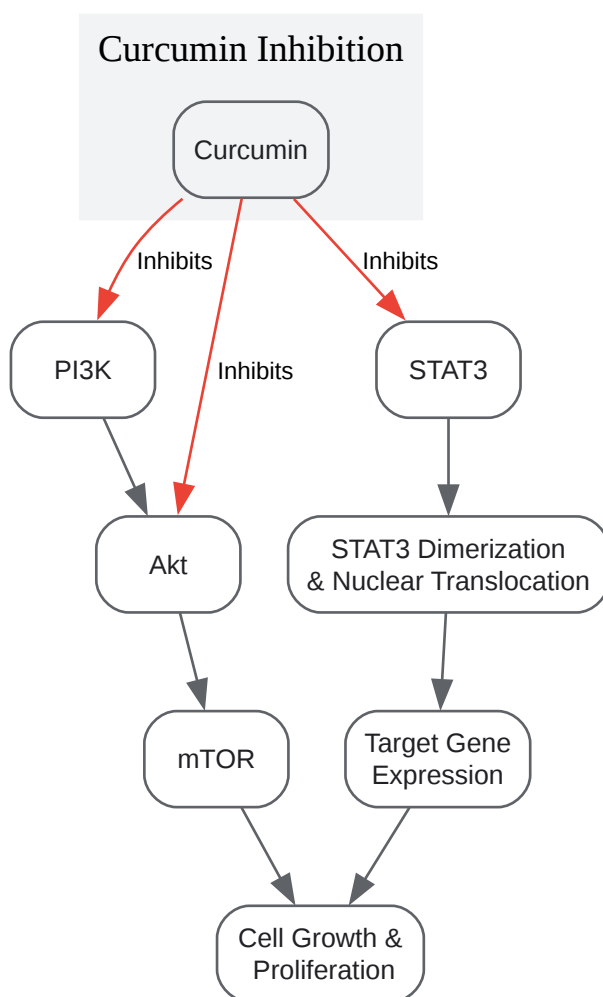 Curcumin Inhibition
Curcumin
Inhibits
Inhibits
Inhibits
PI3K
STAT3
Akt
STAT3 Dimerization
& Nuclear Translocation
mTOR
Target Gene
Expression
Cell Growth &
Proliferation